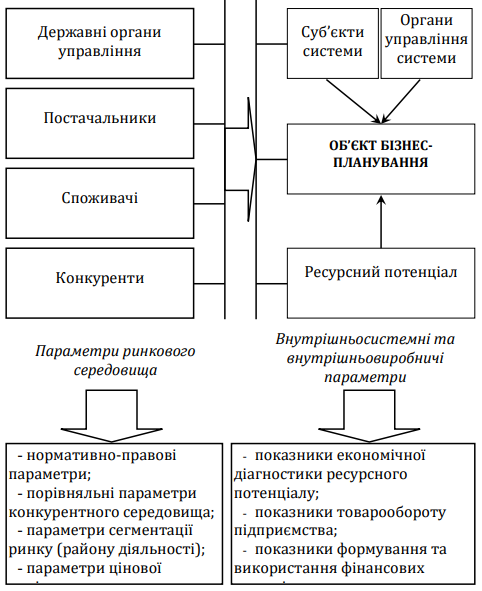 Державні органи
управління
Постачальники
Споживачі
Конкуренти
Суб’єкти
системи
Органи
управління
системи
ОБ’ЄКТ БІЗНЕС-
ПЛАНУВАННЯ
Ресурсний потенціал
Параметри ринкового
середовища
Внутрішньосистемні та
внутрішньовиробничі
параметри
- нормативно-правові
параметри;
- порівняльні параметри
конкурентного середовища;
- параметри сегментації
ринку (району діяльності);
- параметри цінової
- показники економічної
діагностики ресурсного
потенціалу;
- показники товарообороту
підприємства;
- показники формування та
використання фінансових